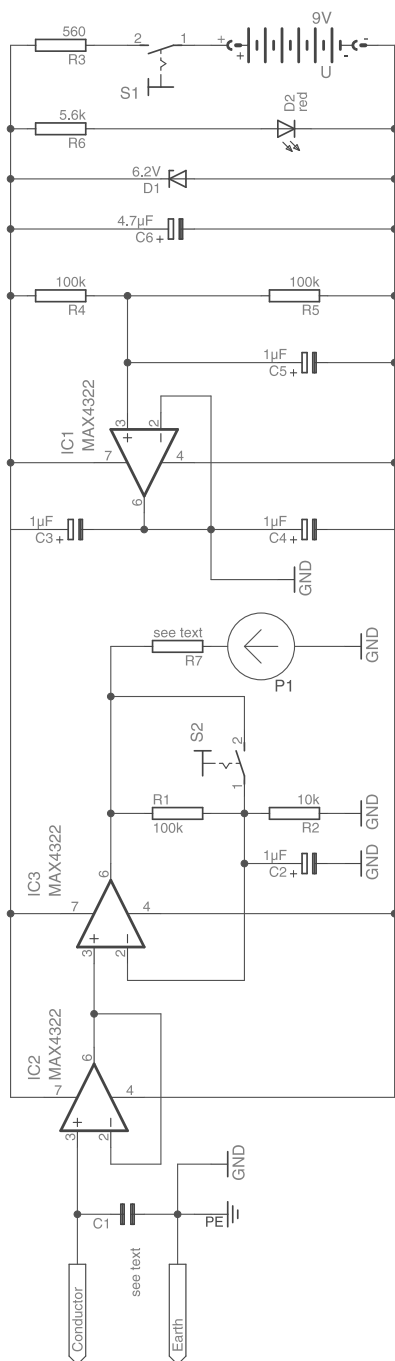 9V
560
2
1
+
+
-
-
R3
S1
U
5.6k
R6
D2
red
6.2V
D1
4.7µF
C6
+
100k
R4
100k
R5
1µF
C5
+
IC1
MAX4322
3
2
+
−
7
4
6
1µF
C3
+
1µF
C4
+
GND
see text
R7
P1
GND
S2
2
1
R1
100k
10k
R2
GND
1µF
C2
+
GND
IC3
MAX4322
6
7
4
3
2
+
−
IC2
MAX4322
6
7
4
3
2
+
−
GND
C1
PE
see text
Conductor
Earth